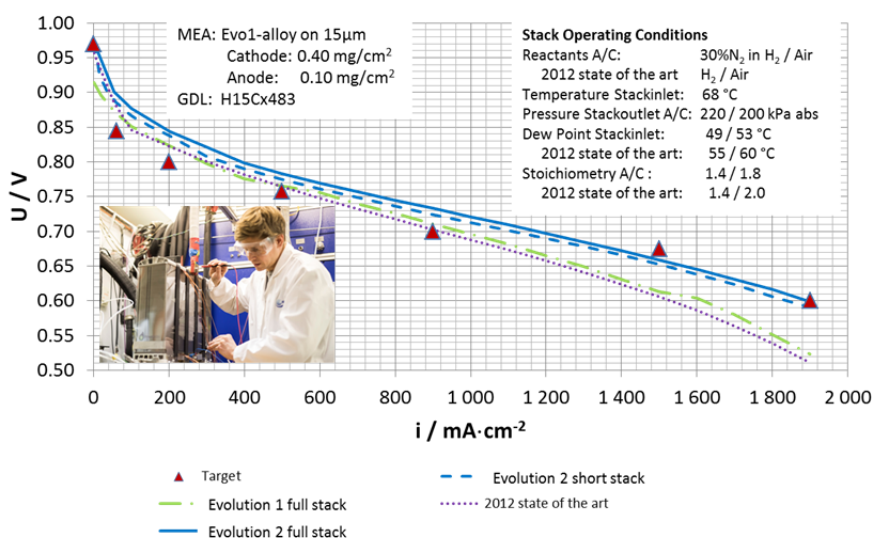 MEA: Evo1-alloy on 15µm
Cathode: 0.40 mg/cm²
Anode: 0.10 mg/cm²
GDL: H15Cx483
Stack Operating Conditions
Reactants A/C: 30%N₂ in H₂ / Air
2012 state of the art H₂ / Air
Temperature Stackinlet: 68 °C
Pressure Stackoutlet A/C: 220 / 200 kPa abs
Dew Point Stackinlet: 49 / 53 °C
2012 state of the art: 55 / 60 °C
Stoichiometry A/C : 1.4 / 1.8
2012 state of the art: 1.4 / 2.0
U / V
1.00
0.95
0.90
0.85
0.80
0.75
0.70
0.65
0.60
0.55
0.50
0 200 400 600 800 1 000 1 200 1 400 1 600 1 800 2 000
i / mA·cm⁻²
Target
Evolution 2 short stack
Evolution 1 full stack
2012 state of the art
Evolution 2 full stack